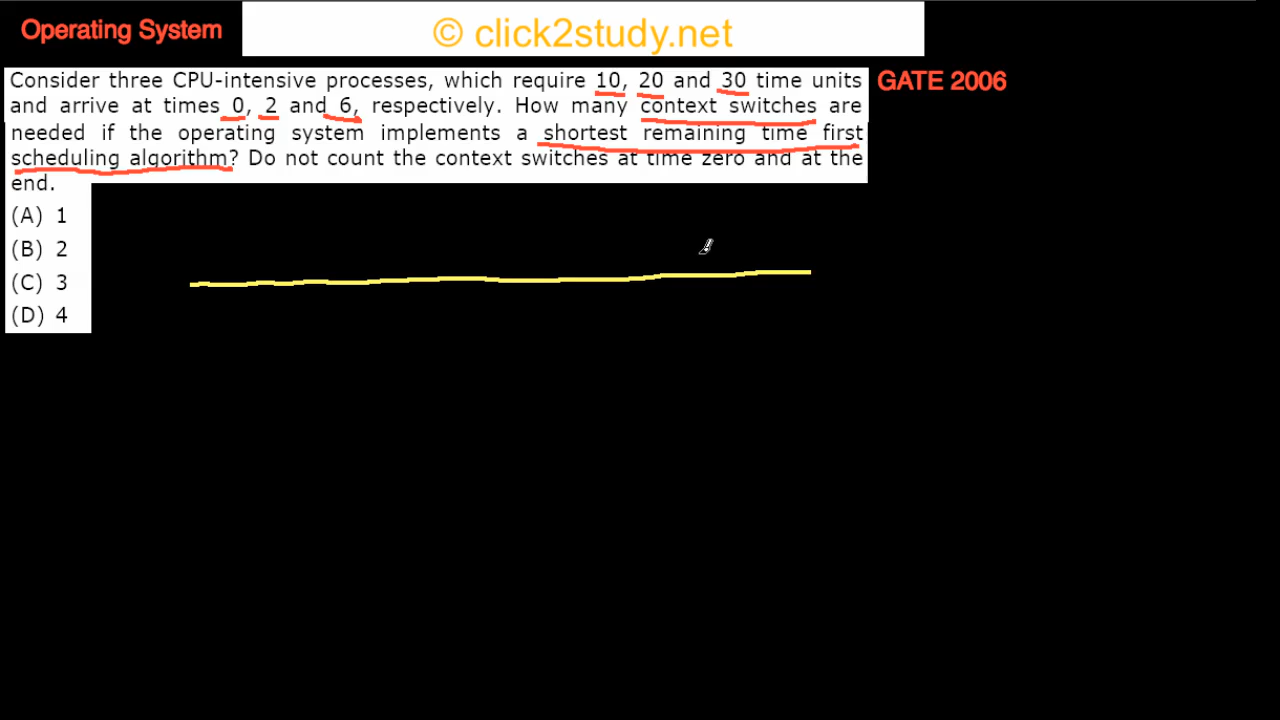 Operating System
© click2study.net
Consider three CPU-intensive processes, which require 10, 20 and 30 time units
GATE 2006
and arrive at times 0, 2 and 6, respectively. How many context switches are
needed if the operating system implements a shortest remaining time first
scheduling algorithm? Do not count the context switches at time zero and at the
end.
(A) 1
(B) 2
(C) 3
(D) 4